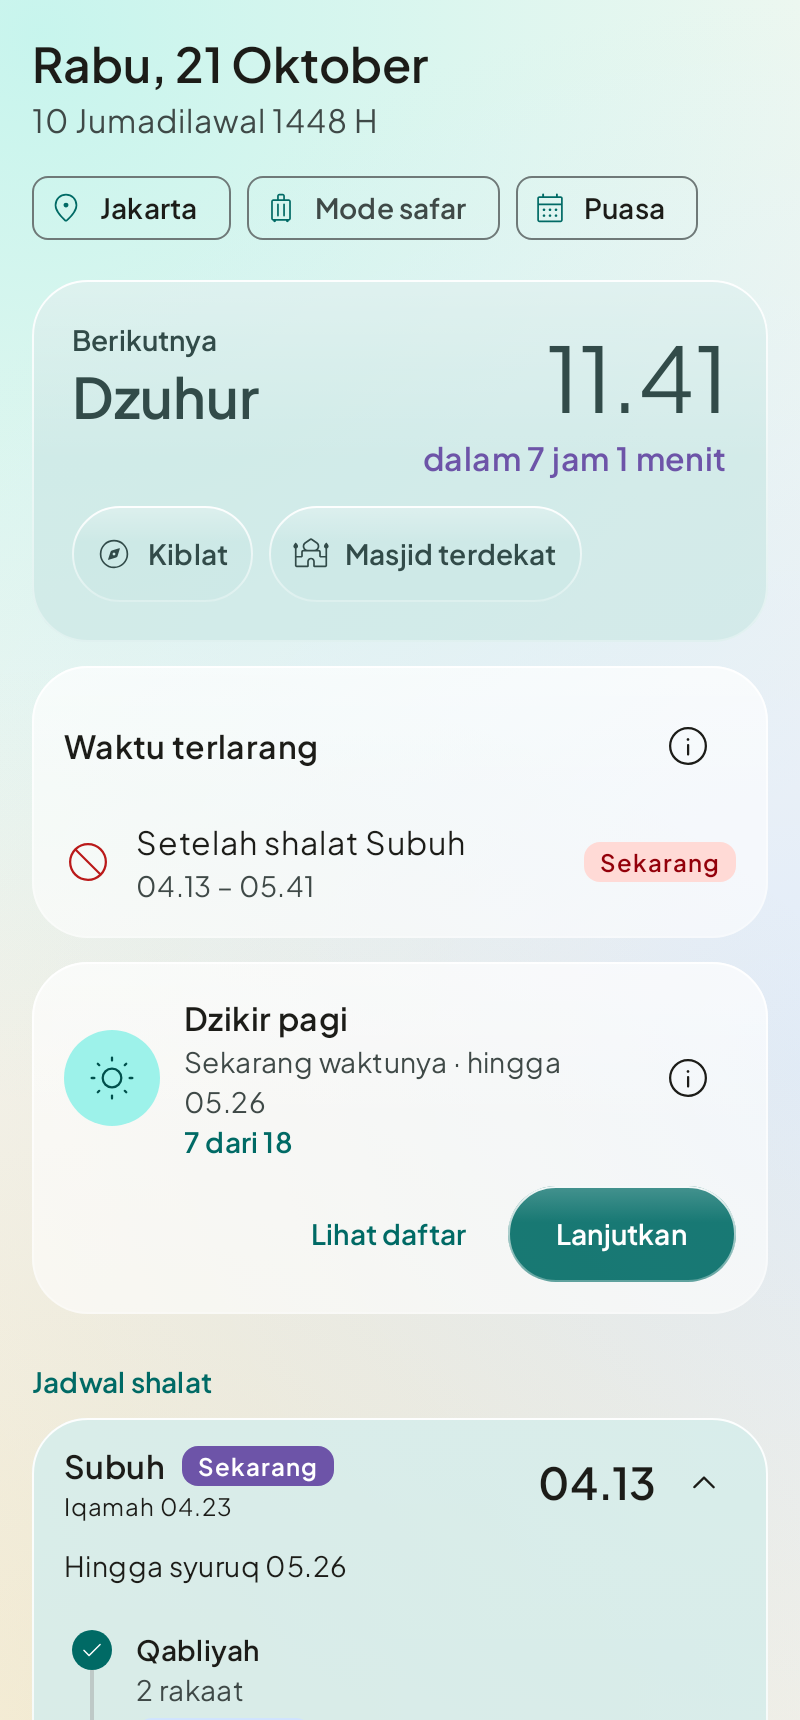 Rabu, 21 Oktober
10 Jumadilawal 1448 H
Jakarta
Mode safar
Puasa
Berikutnya
Dzuhur
11.41
dalam 7 jam 1 menit
Kiblat
Masjid terdekat
Waktu terlarang
Setelah shalat Subuh
04.13 – 05.41
Sekarang
Dzikir pagi
Sekarang waktunya · hingga
05.26
7 dari 18
Lihat daftar
Lanjutkan
Jadwal shalat
Subuh
Sekarang
04.13
Iqamah 04.23
Hingga syuruq 05.26
Qabliyah
2 rakaat